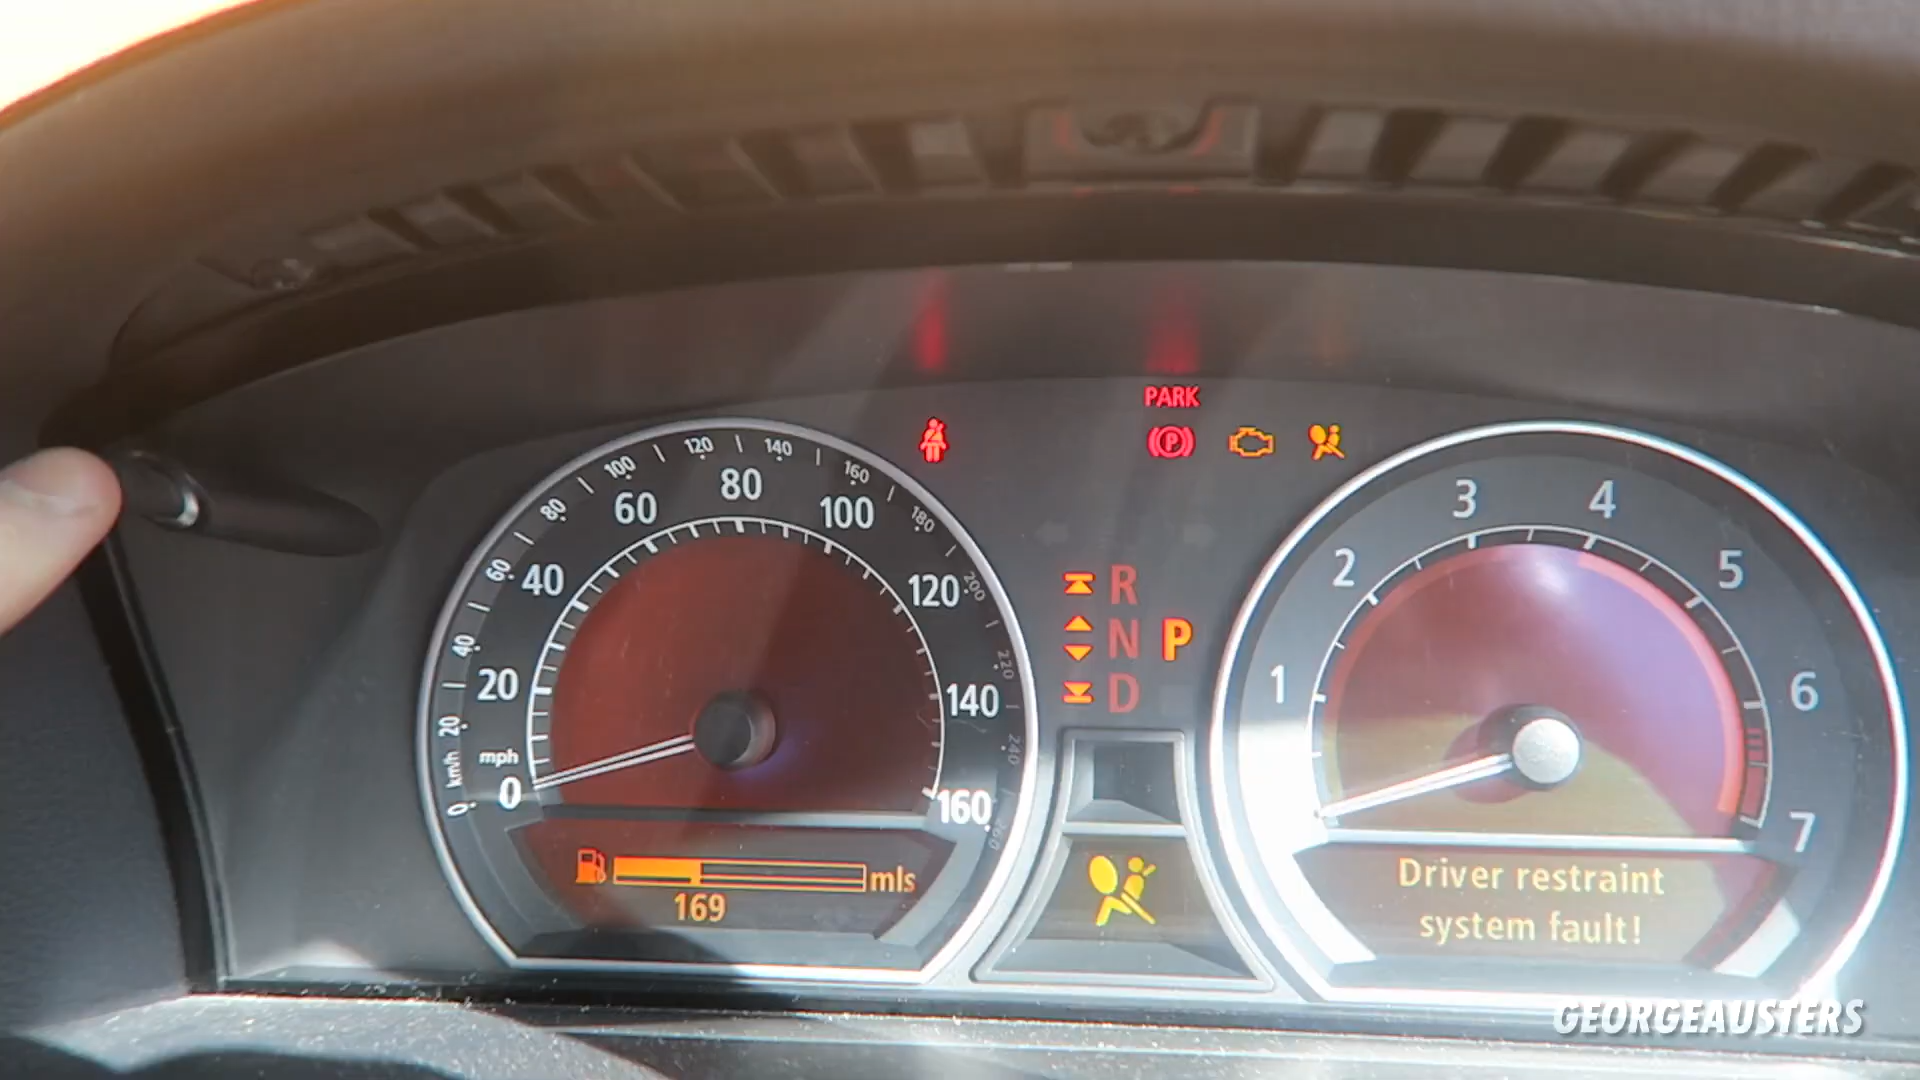 PARK
P
0 20 40 60 80 100 120 140 160
mph
0 20 40 60 80 100 120 140 160 180 200 220 240 260
km/h
R
N P
D
1 2 3 4 5 6 7
mls
169
Driver restraint
system fault!
GEORGEAUSTERS